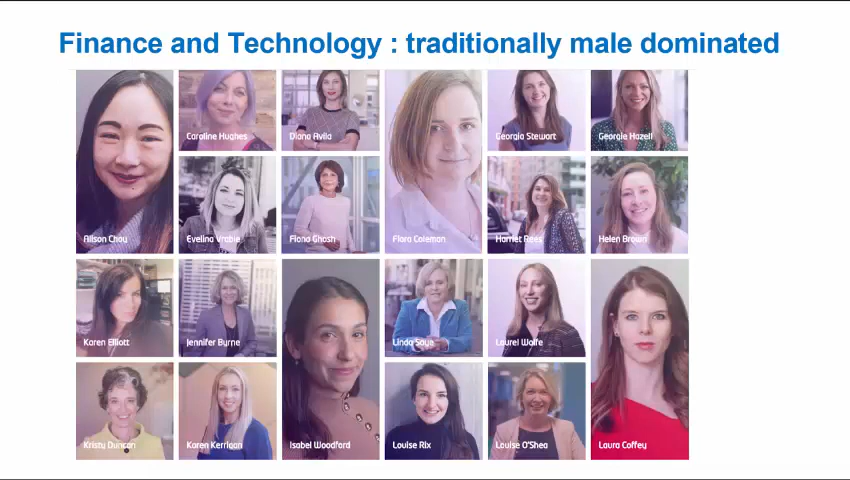 Finance and Technology : traditionally male dominated
Caroline Hughes
Diana Avila
Georgia Stewart
Georgie Hazell
Alison Choy
Evelina Vrabie
Fiona Ghosh
Flora Coleman
Harriet Rees
Helen Brown
Karen Elliott
Jennifer Byrne
Linda Saye
Laurel Wolfe
Kristy Duncan
Karen Kerrigan
Isabel Woodford
Louise Rix
Louise O'Shea
Laura Coffey